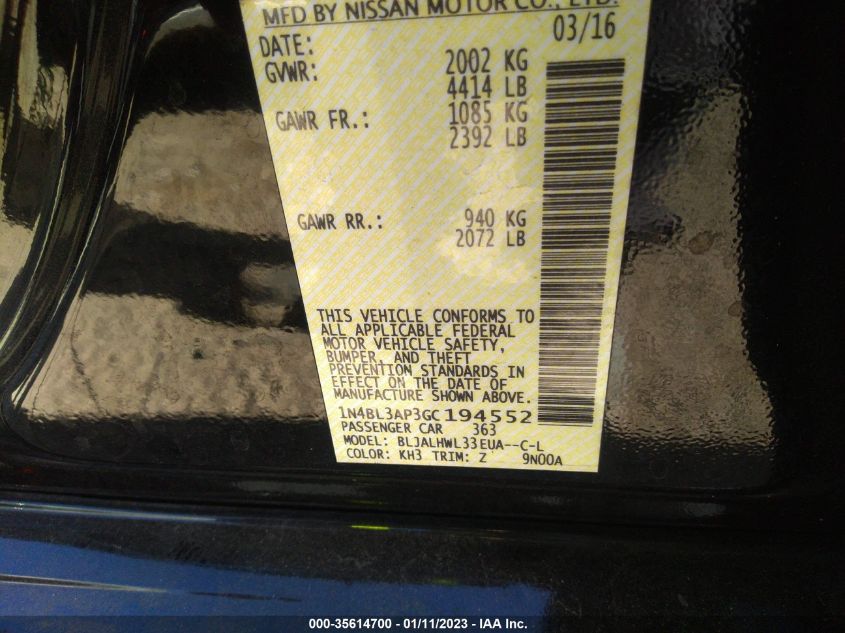 MFD BY NISSAN MOTOR CO., LTD.
DATE: 03/16
GVWR: 2002 KG
4414 LB
GAWR FR.: 1085 KG
2392 LB
GAWR RR.: 940 KG
2072 LB
THIS VEHICLE CONFORMS TO
ALL APPLICABLE FEDERAL
MOTOR VEHICLE SAFETY,
BUMPER, AND THEFT
PREVENTION STANDARDS IN
EFFECT ON THE DATE OF
MANUFACTURE SHOWN ABOVE.
1N4BL3AP3GC194552
PASSENGER CAR 363
MODEL: BLJALHWL33EUA--C-L
COLOR: KH3 TRIM: Z 9N00A
000-35614700 - 01/11/2023 - IAA Inc.